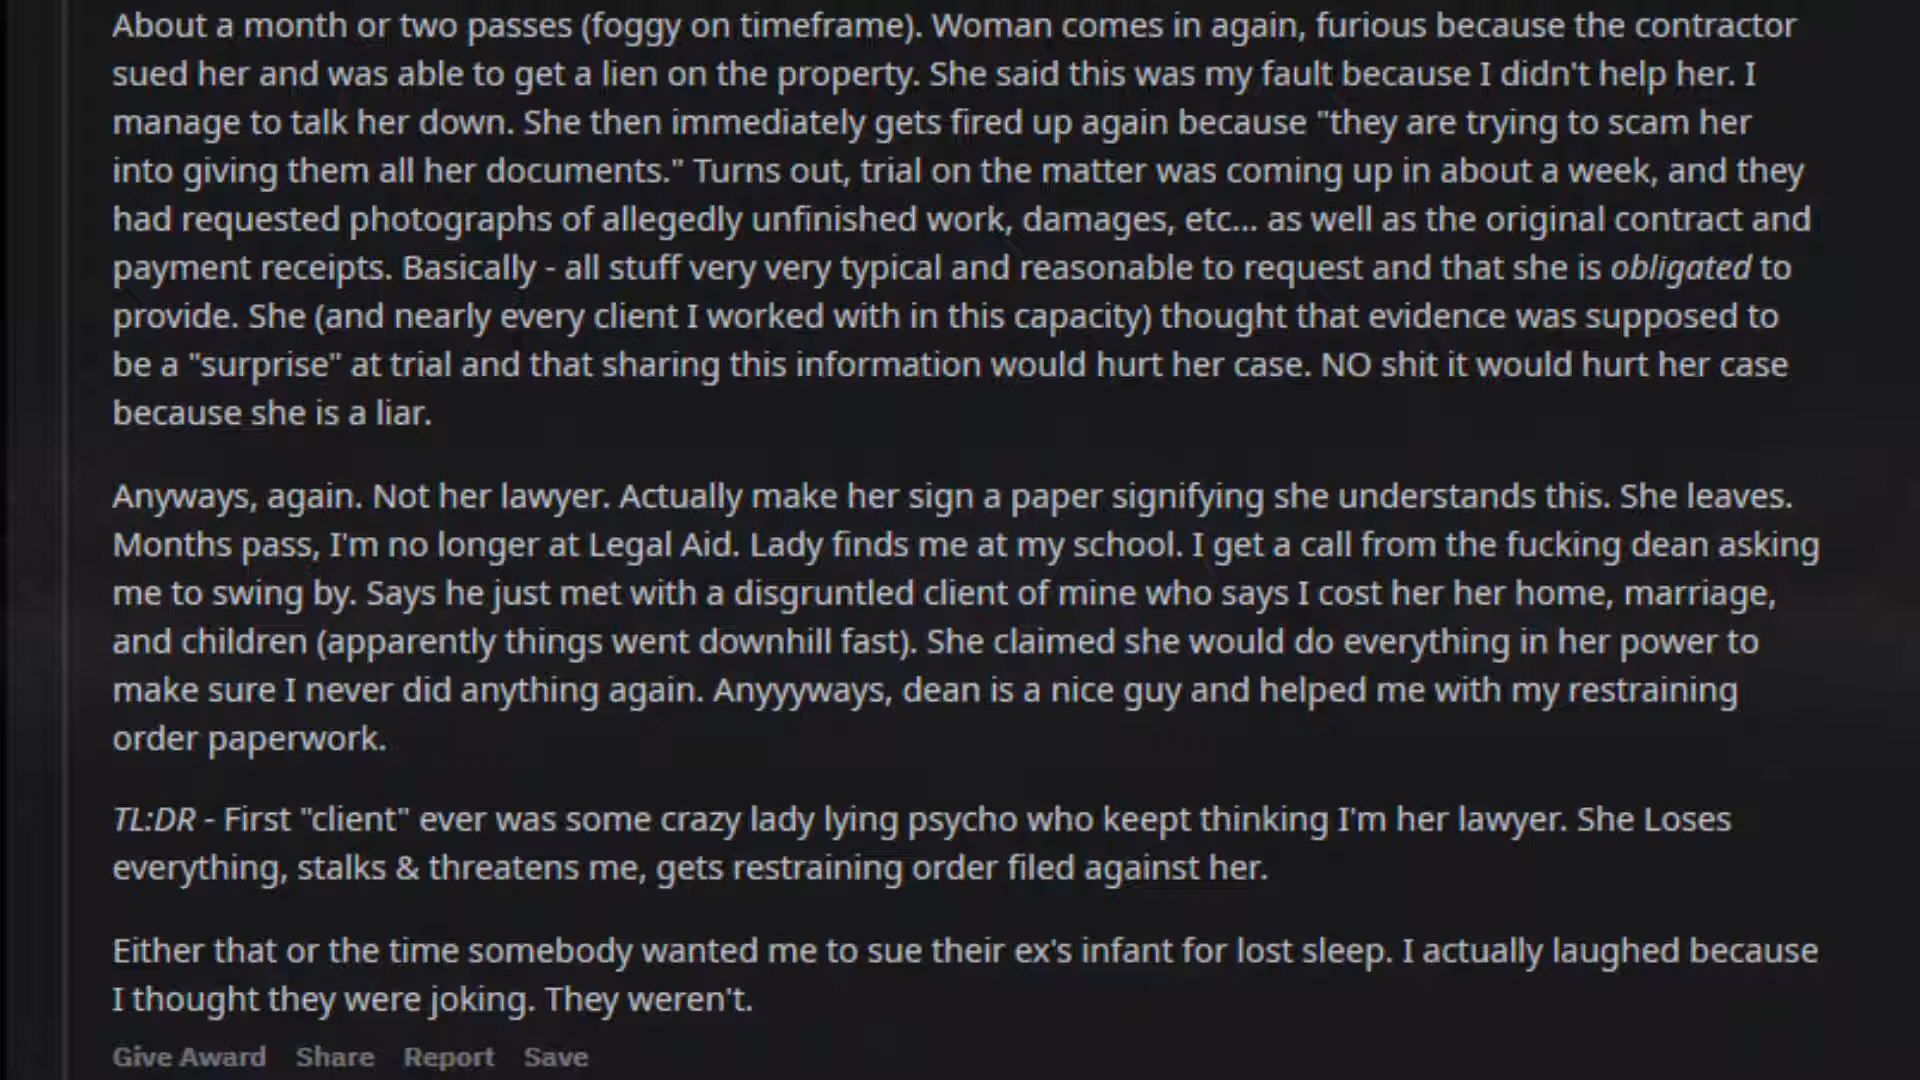 About a month or two passes (foggy on timeframe). Woman comes in again, furious because the contractor
sued her and was able to get a lien on the property. She said this was my fault because I didn't help her. I
manage to talk her down. She then immediately gets fired up again because "they are trying to scam her
into giving them all her documents." Turns out, trial on the matter was coming up in about a week, and they
had requested photographs of allegedly unfinished work, damages, etc... as well as the original contract and
payment receipts. Basically - all stuff very very typical and reasonable to request and that she is obligated to
provide. She (and nearly every client I worked with in this capacity) thought that evidence was supposed to
be a "surprise" at trial and that sharing this information would hurt her case. NO shit it would hurt her case
because she is a liar.
Anyways, again. Not her lawyer. Actually make her sign a paper signifying she understands this. She leaves.
Months pass, I'm no longer at Legal Aid. Lady finds me at my school. I get a call from the fucking dean asking
me to swing by. Says he just met with a disgruntled client of mine who says I cost her her home, marriage,
and children (apparently things went downhill fast). She claimed she would do everything in her power to
make sure I never did anything again. Anyyyways, dean is a nice guy and helped me with my restraining
order paperwork.
TL:DR - First "client" ever was some crazy lady lying psycho who keept thinking I'm her lawyer. She Loses
everything, stalks & threatens me, gets restraining order filed against her.
Either that or the time somebody wanted me to sue their ex's infant for lost sleep. I actually laughed because
I thought they were joking. They weren't.
Give Award Share Report Save